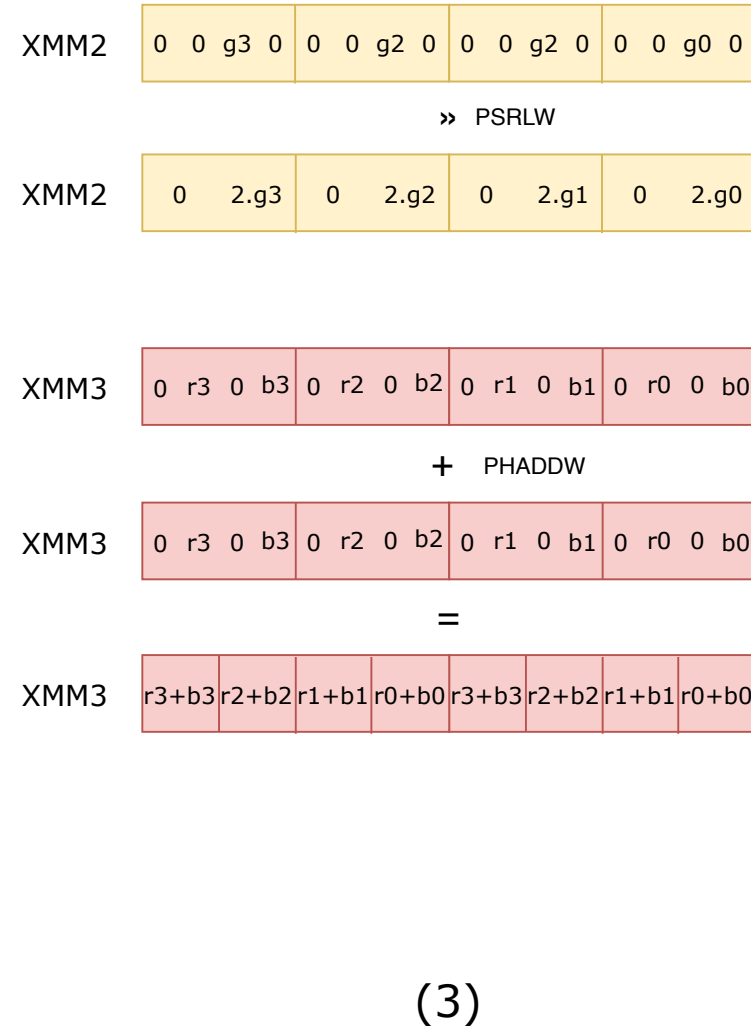 XMM2 0 0 g3 0 0 0 g2 0 0 0 g2 0 0 0 g0 0
» PSRLW
XMM2 0 2.g3 0 2.g2 0 2.g1 0 2.g0
XMM3 0 r3 0 b3 0 r2 0 b2 0 r1 0 b1 0 r0 0 b0
+ PHADDW
XMM3 0 r3 0 b3 0 r2 0 b2 0 r1 0 b1 0 r0 0 b0
=
XMM3 r3+b3 r2+b2 r1+b1 r0+b0 r3+b3 r2+b2 r1+b1 r0+b0
(3)